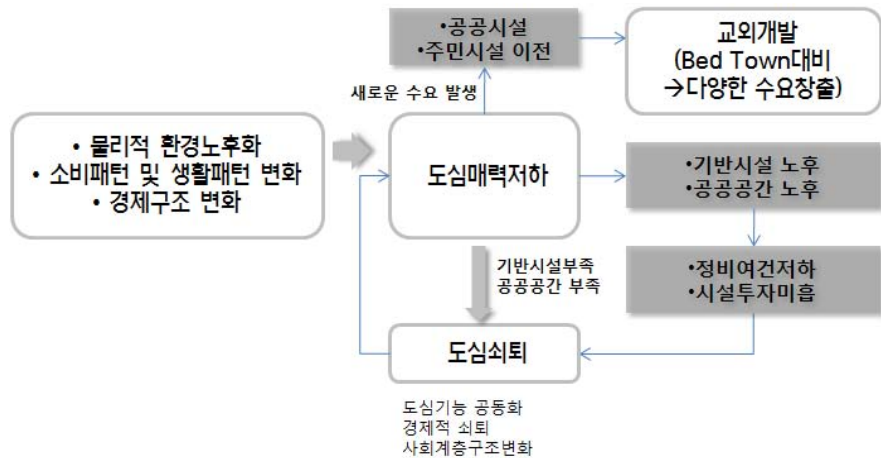 •공공시설
•주민시설 이전
교외개발
(Bed Town대비
→다양한 수요창출)
새로운 수요 발생
• 물리적 환경노후화
• 소비패턴 및 생활패턴 변화
• 경제구조 변화
도심매력저하
•기반시설 노후
•공공공간 노후
기반시설부족
공공공간 부족
•정비여건저하
•시설투자미흡
도심쇠퇴
도심기능 공동화
경제적 쇠퇴
사회계층구조변화